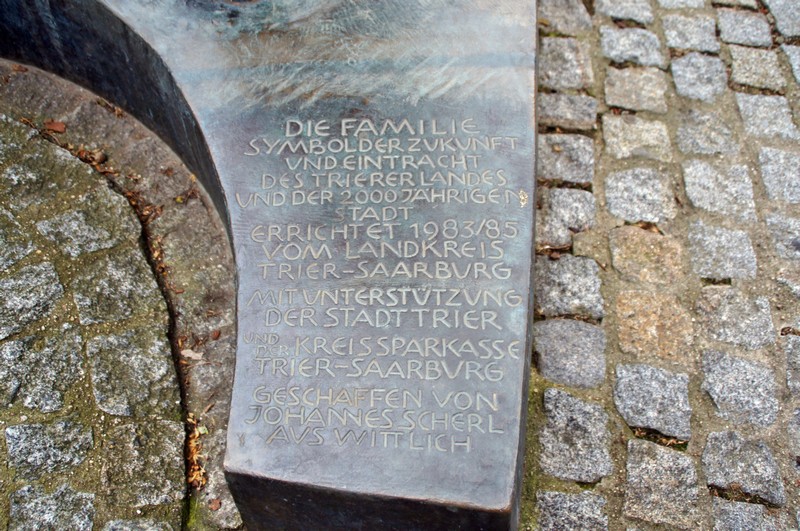 DIE FAMILIE
SYMBOL DER ZUKUNFT
UND EINTRACHT
DES TRIERER LANDES
UND DER 2000 JÄHRIGEN
STADT
ERRICHTET 1983/85
VOM LANDKREIS
TRIER-SAARBURG
MIT UNTERSTÜTZUNG
DER STADT TRIER
UND DER KREISSPARKASSE
TRIER-SAARBURG
GESCHAFFEN VON
JOHANNES SCHERL
AUS WITTLICH